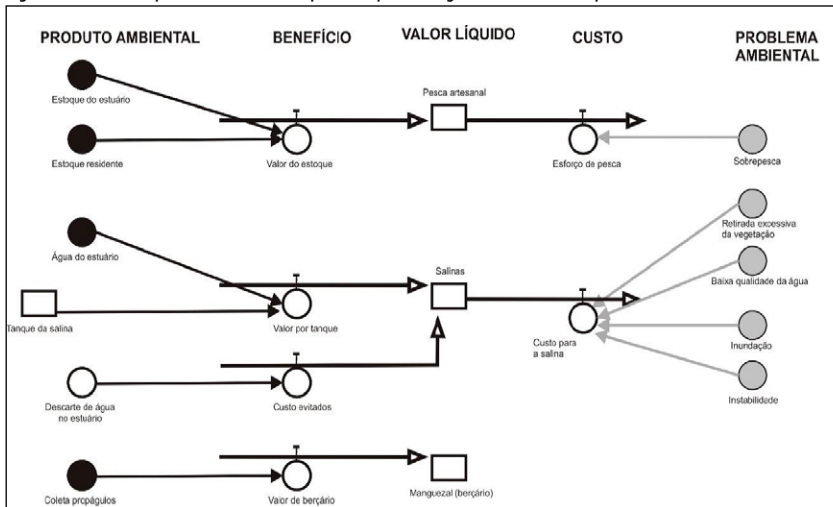 PRODUTO AMBIENTAL
BENEFÍCIO
VALOR LÍQUIDO
CUSTO
PROBLEMA
AMBIENTAL
Estoque do estuário
Pesca artesanal
Estoque residente
Valor do estoque
Esforço de pesca
Sobrepesca
Retirada excessiva
da vegetação
Água do estuário
Salinas
Baixa qualidade da água
Tanque da salina
Valor por tanque
Custo para
a salina
Inundação
Descarte de água
no estuário
Custo evitados
Instabilidade
Coleta propágulos
Valor de berçário
Manguezal (berçário)